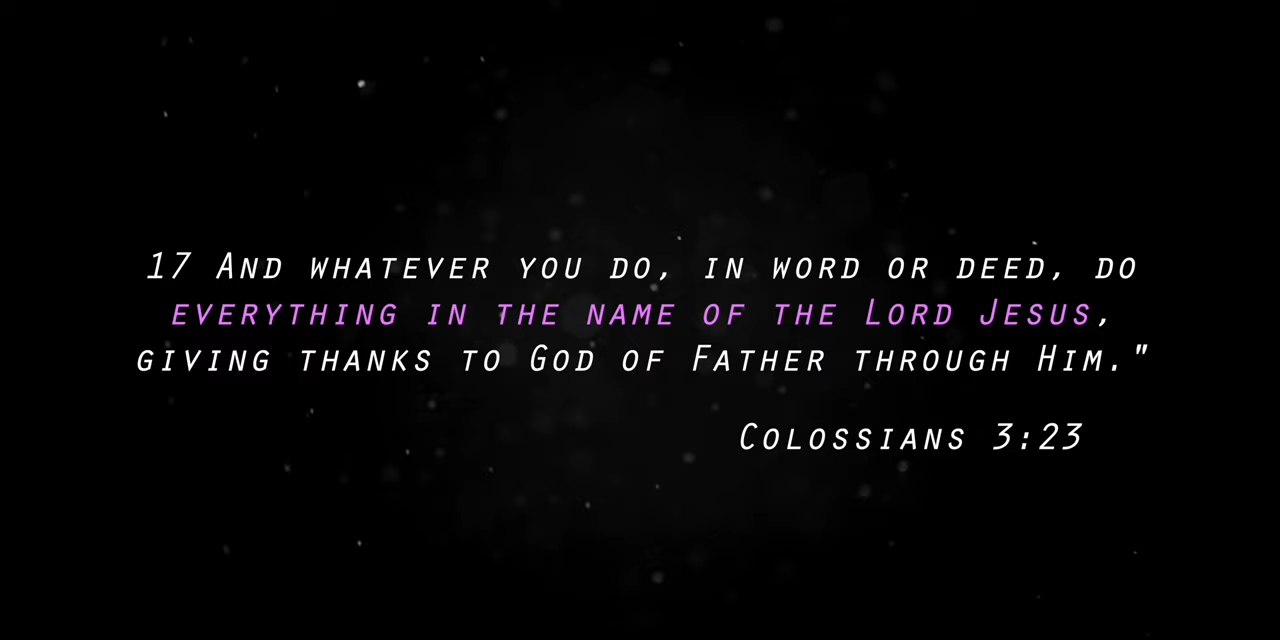 17 And whatever you do, in word or deed, do
everything in the name of the Lord Jesus,
giving thanks to God of Father through Him."
Colossians 3:23